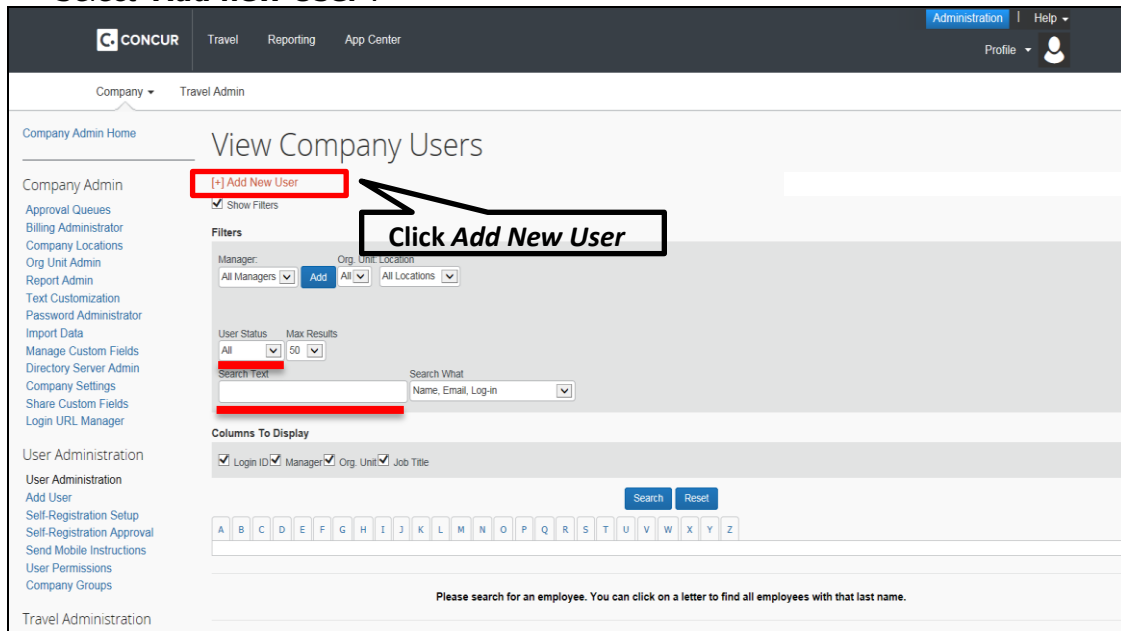 Select 'Add new User'.
Administration | Help
C. CONCUR Travel Reporting App Center
Profile
Company Travel Admin
Company Admin Home
View Company Users
Company Admin
[+] Add New User
Show Filters
Click Add New User
Approval Queues
Billing Administrator
Company Locations
Org Unit Admin
Report Admin
Text Customization
Password Administrator
Import Data
Manage Custom Fields
Directory Server Admin
Company Settings
Share Custom Fields
Login URL Manager
Filters
Manager: Org. Unit: Location
All Managers Add All All Locations
User Status Max Results
All 50
Search Text Search What
Name, Email, Log-in
Columns To Display
Login ID Manager Org. Unit Job Title
Search Reset
A B C D E F G H I J K L M N O P Q R S T U V W X Y Z
Please search for an employee. You can click on a letter to find all employees with that last name.
User Administration
User Administration
Add User
Self-Registration Setup
Self-Registration Approval
Send Mobile Instructions
User Permissions
Company Groups
Travel Administration